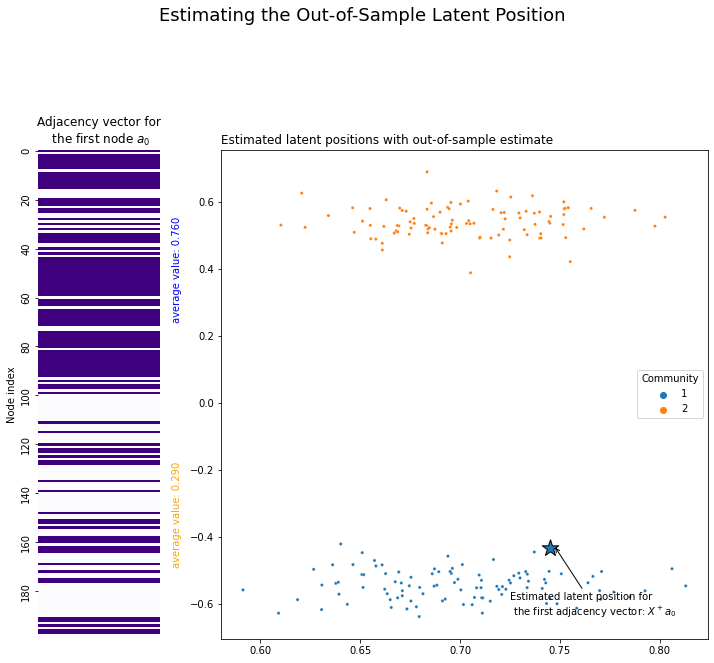 Estimating the Out-of-Sample Latent Position
Adjacency vector for
the first node a₀
Node index
0
20
40
60
80
100
120
140
160
180
average value: 0.760
average value: 0.290
Estimated latent positions with out-of-sample estimate
0.6
0.4
0.2
0.0
−0.2
−0.4
−0.6
Community
1
2
Estimated latent position for
the first adjacency vector: X⁺a₀
0.60 0.65 0.70 0.75 0.80